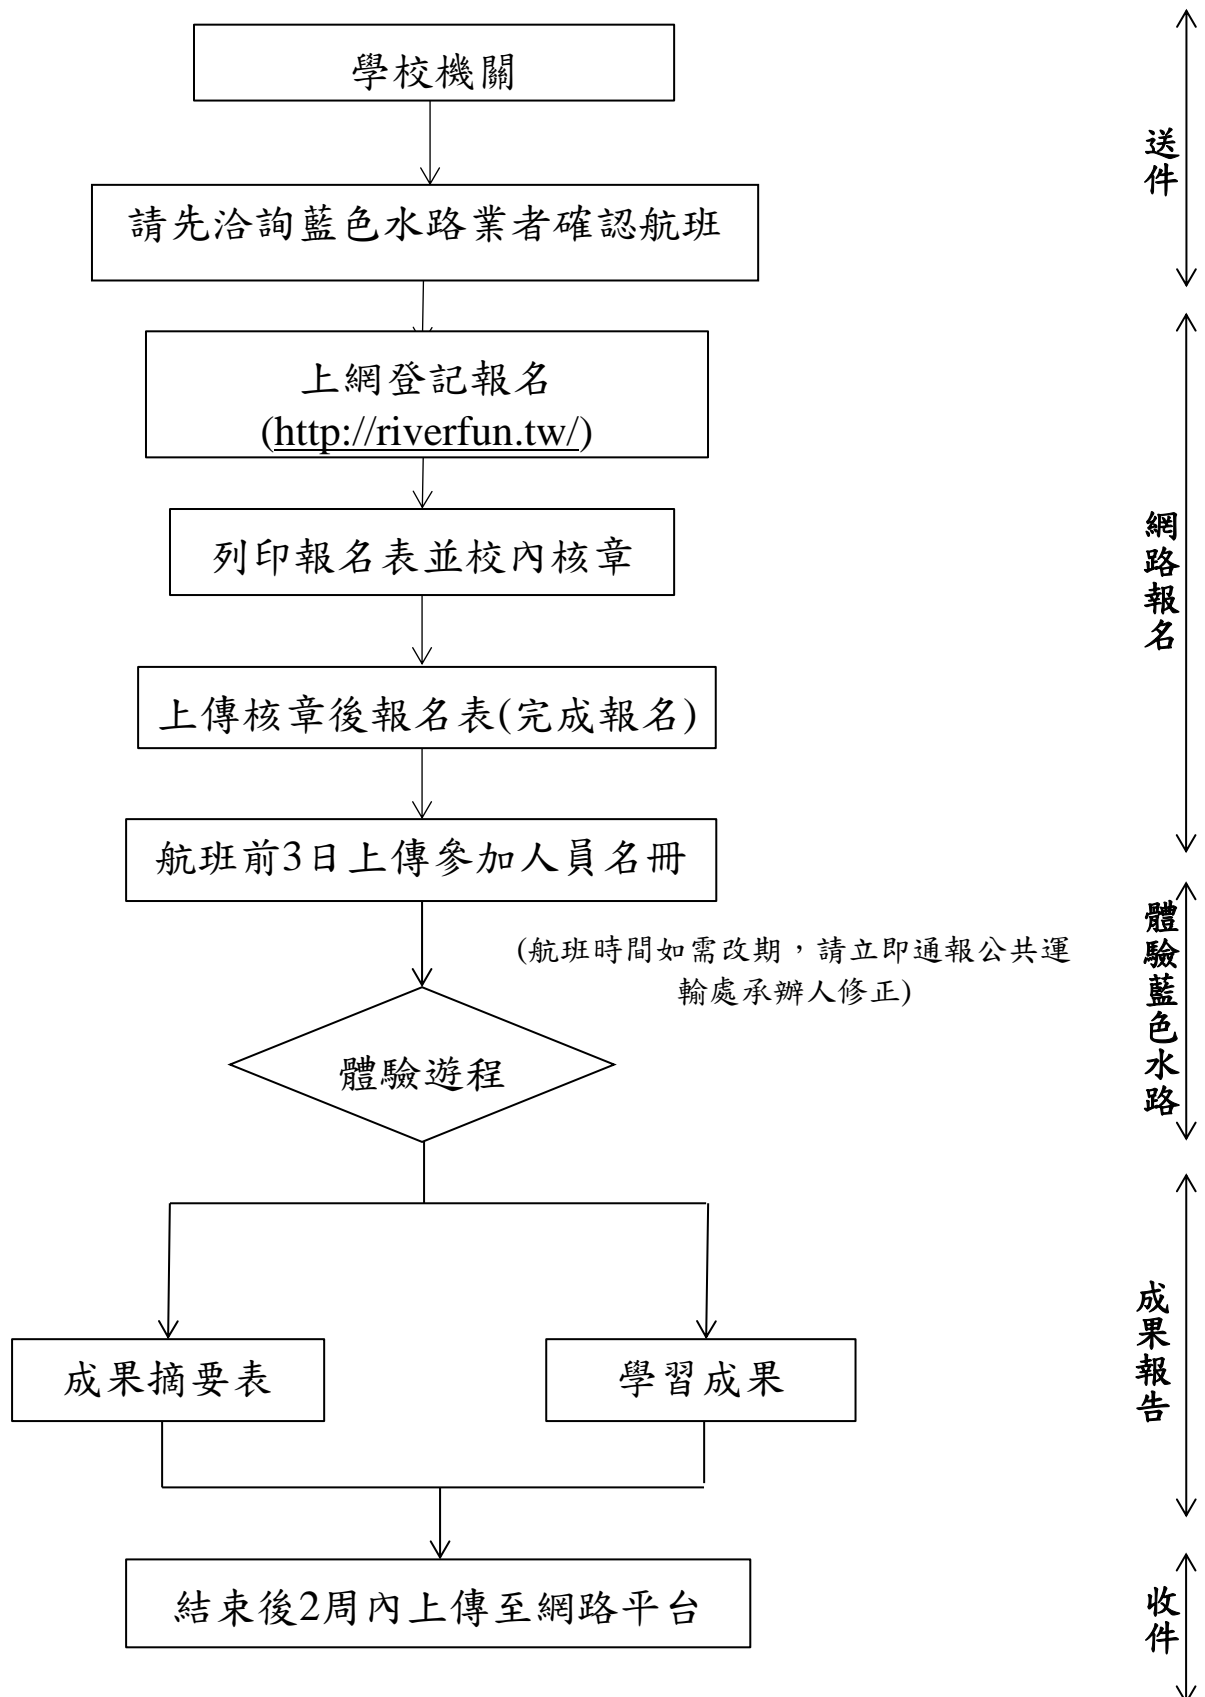 學校機關
送件
請先洽詢藍色水路業者確認航班
上網登記報名
(http://riverfun.tw/)
列印報名表並校內核章
網路報名
上傳核章後報名表(完成報名)
航班前3日上傳參加人員名冊
(航班時間如需改期，請立即通報公共運
輸處承辦人修正)
體驗藍色水路
體驗遊程
成果摘要表
學習成果
成果報告
結束後2周內上傳至網路平台
收件